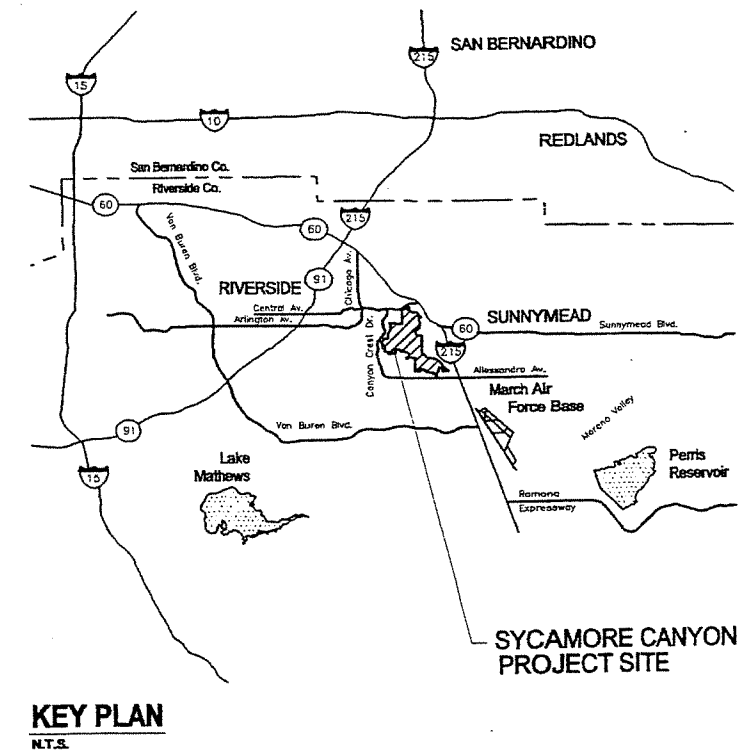 215
SAN BERNARDINO
15
10
REDLANDS
San Bernardino Co.
Riverside Co.
60
215
60
Van Buren Blvd.
Chicago Av.
91
RIVERSIDE
Central Av.
Arlington Av.
SUNNYMEAD
60
Sunnymead Blvd.
215
Canyon Crest Dr.
Allessandro Av.
March Air
Force Base
Moreno Valley
91
Van Buren Blvd.
Lake
Mathews
Perris
Reservoir
15
Ramona
Expressway
SYCAMORE CANYON
PROJECT SITE
KEY PLAN
N.T.S.